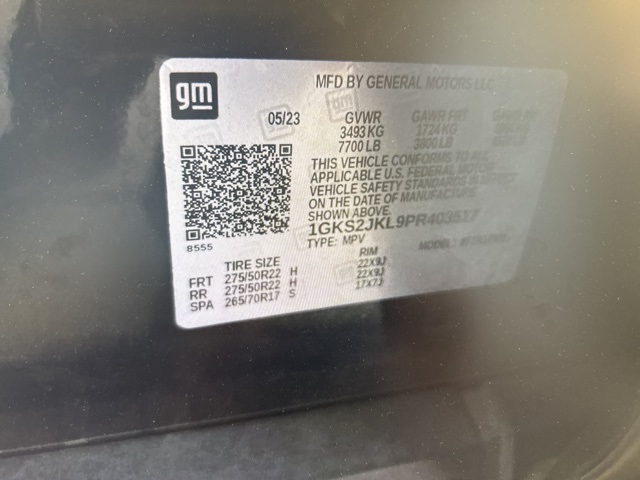 gm
MFD BY GENERAL MOTORS LLC
05/23 GVWR GAWR FRT GAWR RR
3493 KG 1724 KG
7700 LB 3800 LB
THIS VEHICLE CONFORMS TO ALL
APPLICABLE U.S. FEDERAL MOTOR
VEHICLE SAFETY STANDARDS IN EFFECT
ON THE DATE OF MANUFACTURE
SHOWN ABOVE.
8555
1GKS2JKL9PR403517
TYPE: MPV MODEL:
TIRE SIZE RIM
FRT 275/50R22 H 22X9J
RR 275/50R22 H 22X9J
SPA 265/70R17 S 17X7J